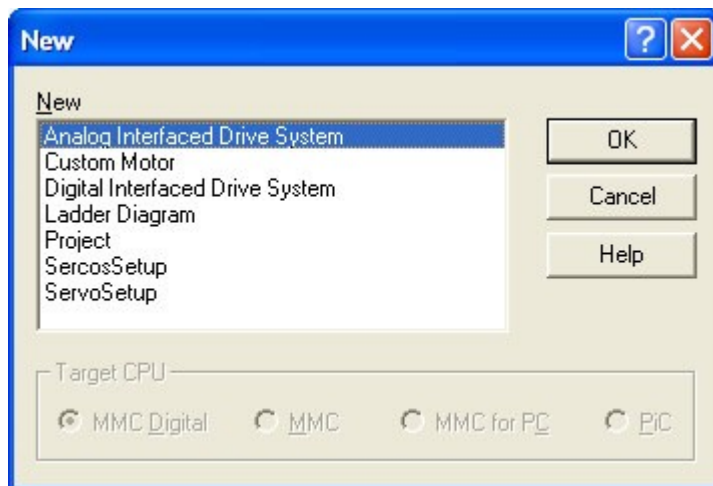 New
New
Analog Interfaced Drive System
Custom Motor
Digital Interfaced Drive System
Ladder Diagram
Project
SercosSetup
ServoSetup
OK
Cancel
Help
Target CPU
MMC Digital MMC MMC for PC PiC